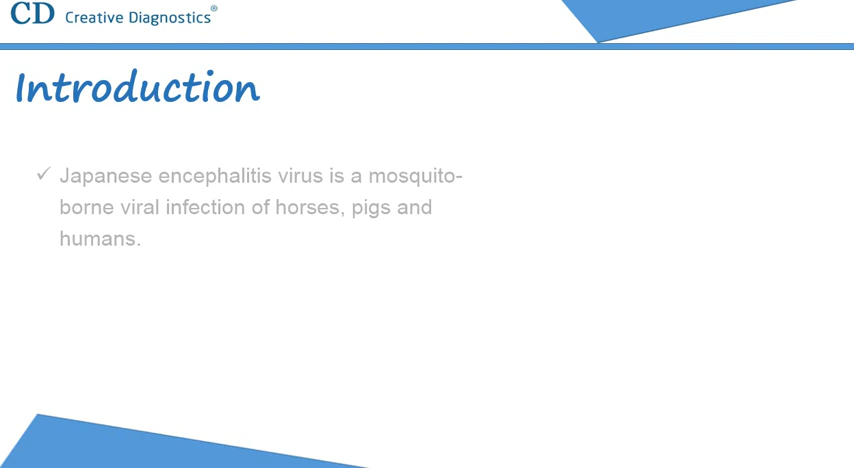 CD Creative Diagnostics®
Introduction
✓ Japanese encephalitis virus is a mosquito-
borne viral infection of horses, pigs and
humans.